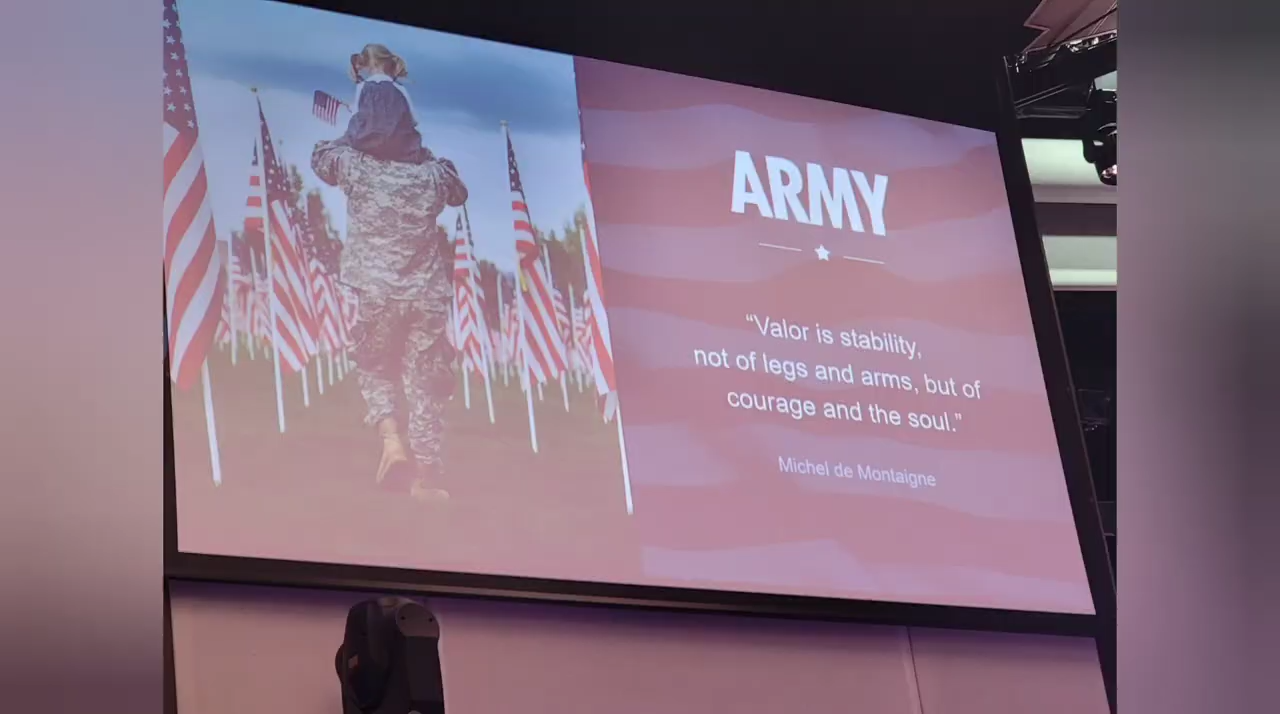 ARMY
“Valor is stability,
not of legs and arms, but of
courage and the soul.”
Michel de Montaigne